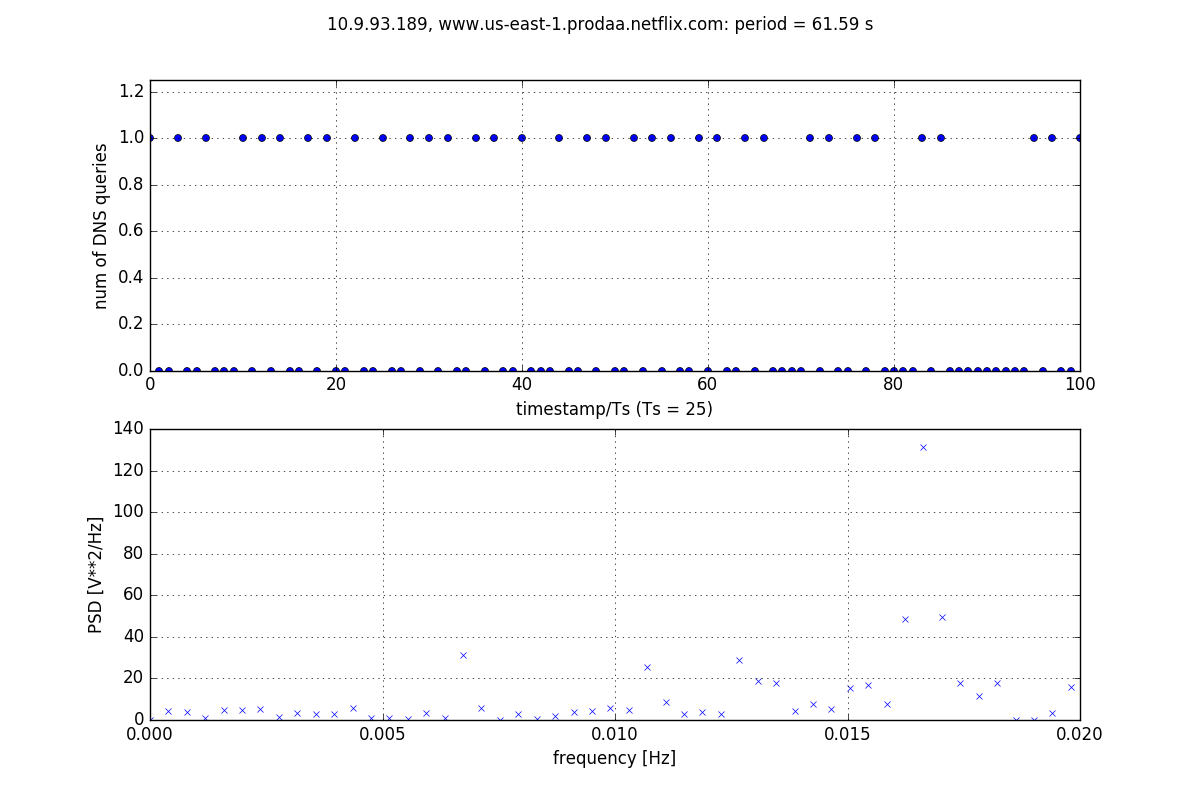 10.9.93.189, www.us-east-1.prodaa.netflix.com: period = 61.59 s
1.2
1.0
0.8
0.6
0.4
0.2
0.0
num of DNS queries
0 20 40 60 80 100
timestamp/Ts (Ts = 25)
140
120
100
80
60
40
20
0
PSD [V**2/Hz]
0.000 0.005 0.010 0.015 0.020
frequency [Hz]